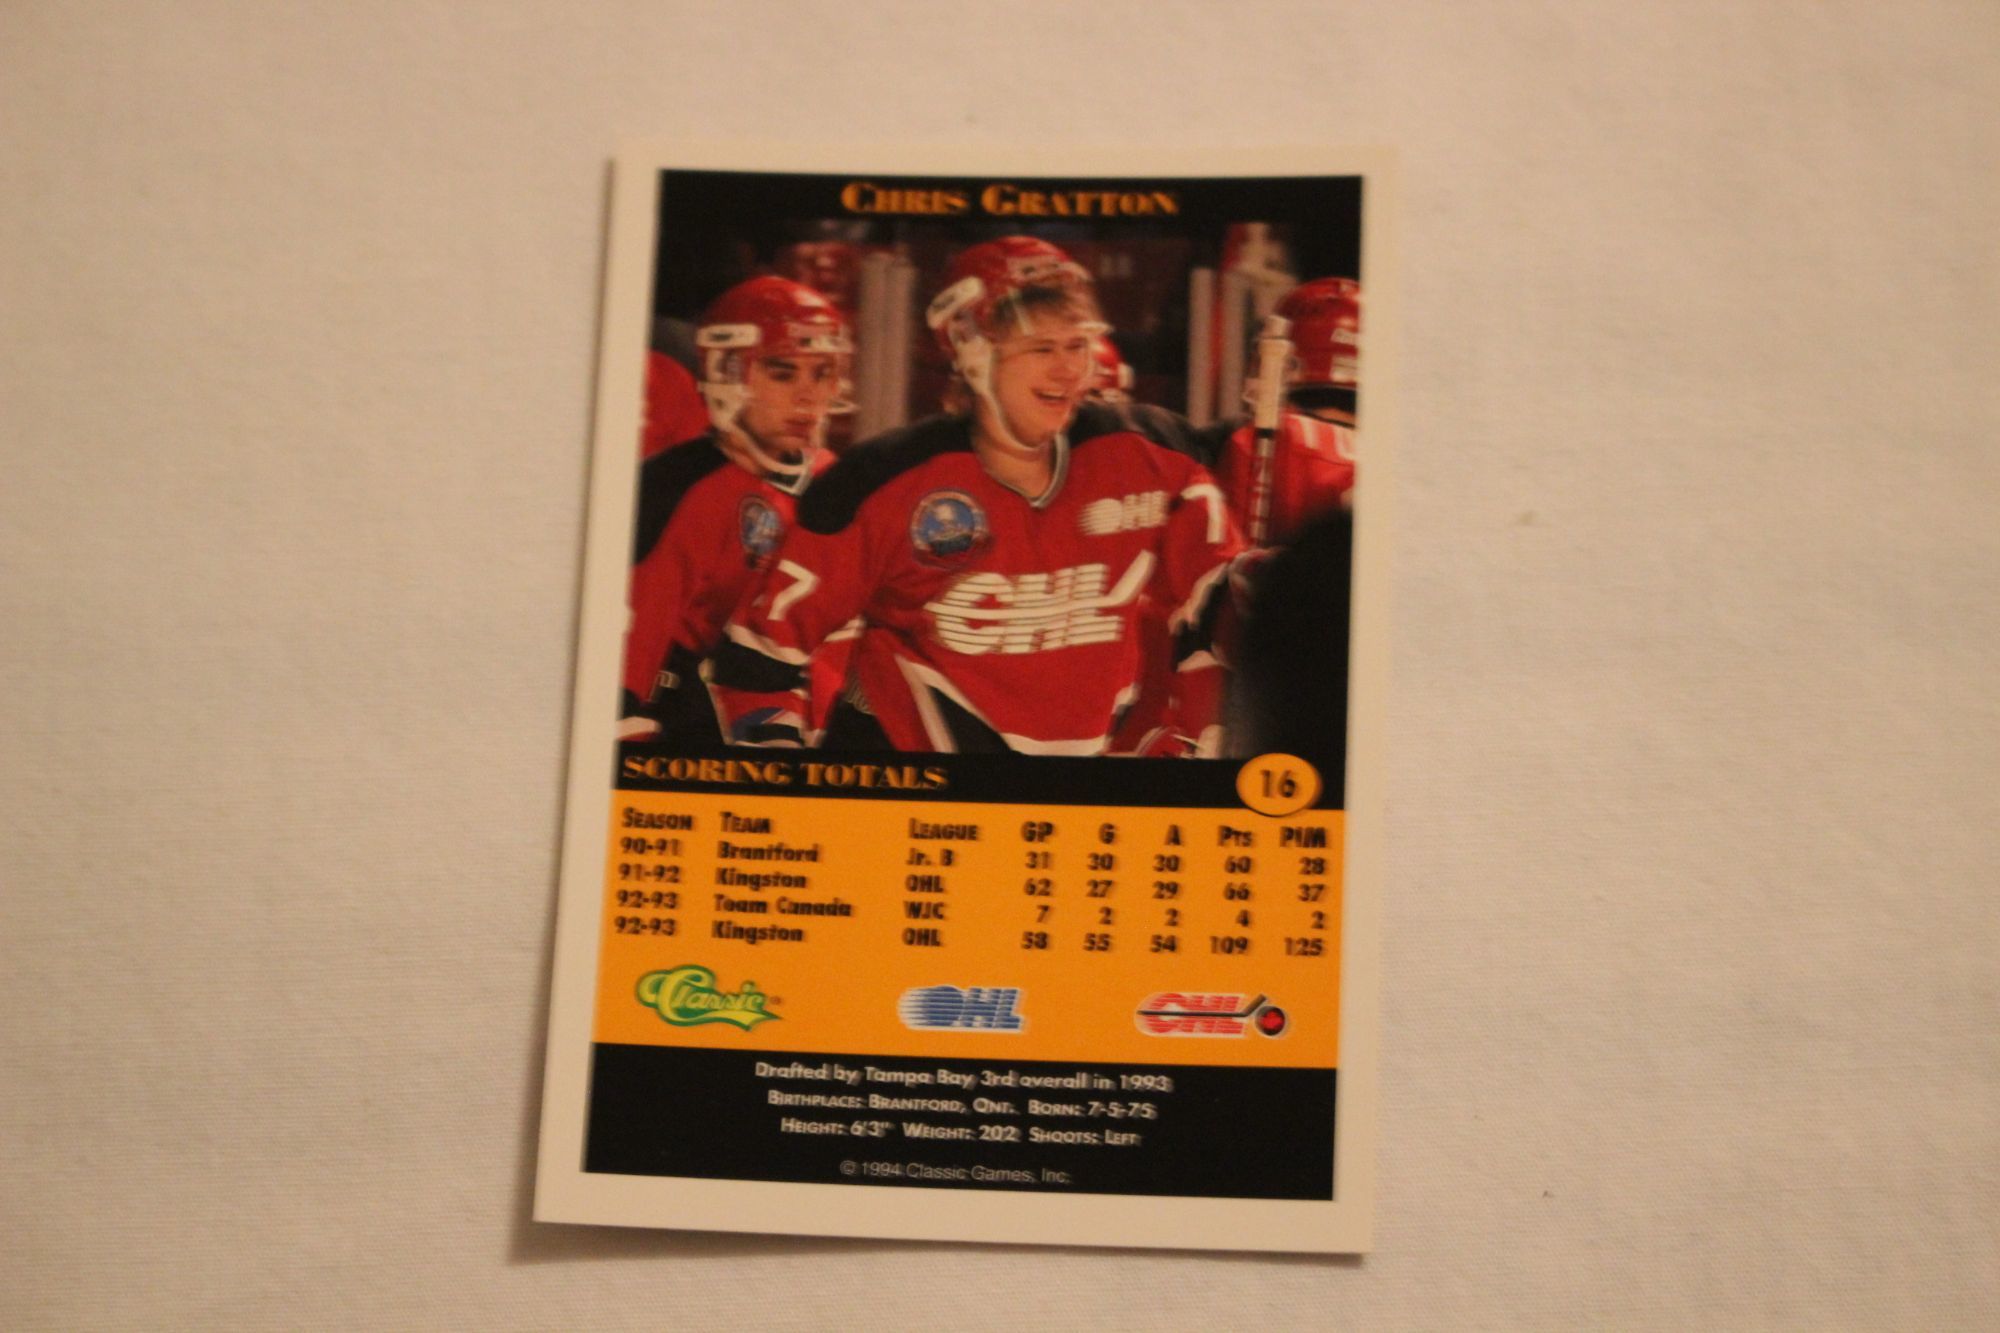 CHRIS GRATTON
7
OHL
7
CHL
SCORING TOTALS
16
SEASON TEAM LEAGUE GP G A PTS PIM
90-91 Brantford Jr. B 31 30 30 60 28
91-92 Kingston OHL 62 27 29 66 37
92-93 Team Canada WJC 7 2 2 4 2
92-93 Kingston OHL 58 55 54 109 125
Classic OHL CHL
Drafted by Tampa Bay 3rd overall in 1993
BIRTHPLACE: BRANTFORD, ONT. BORN: 7-5-75
HEIGHT: 6'3" WEIGHT: 202 SHOOTS: LEFT
© 1994 Classic Games, Inc.